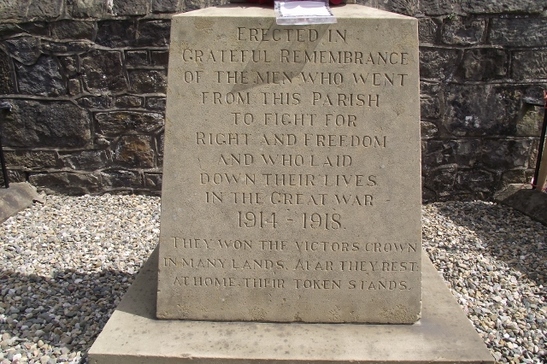 ERECTED IN
GRATEFUL REMEMBRANCE
OF THE MEN WHO WENT
FROM THIS PARISH
TO FIGHT FOR
RIGHT AND FREEDOM
AND WHO LAID
DOWN THEIR LIVES
IN THE GREAT WAR
1914 - 1918.
THEY WON THE VICTORS CROWN
IN MANY LANDS. AFAR THEY REST.
AT HOME THEIR TOKEN STANDS.